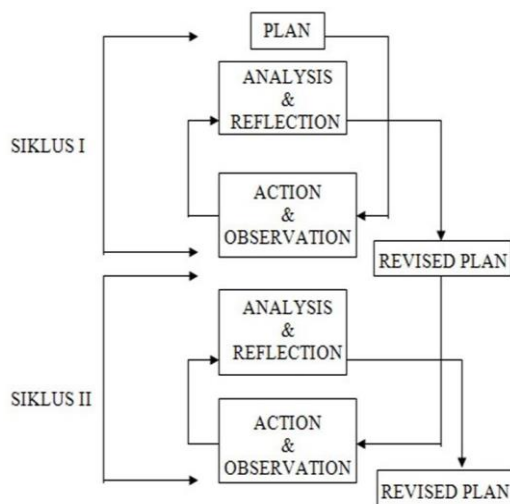 PLAN
ANALYSIS
&
REFLECTION
SIKLUS I
ACTION
&
OBSERVATION
REVISED PLAN
ANALYSIS
&
REFLECTION
SIKLUS II
ACTION
&
OBSERVATION
REVISED PLAN